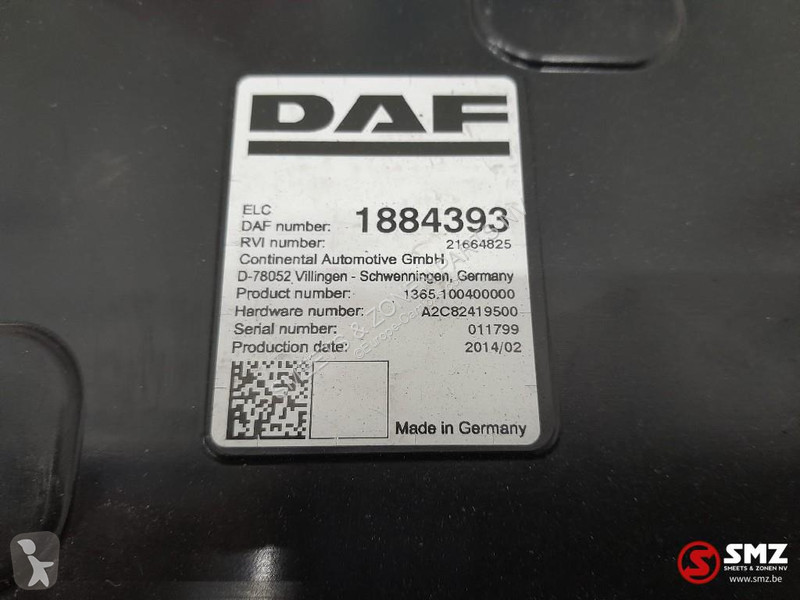 DAF
ELC
DAF number: 1884393
RVI number: 21664825
Continental Automotive GmbH
D-78052 Villingen - Schwenningen, Germany
Product number: 1365.100400000
Hardware number: A2C82419500
Serial number: 011799
Production date: 2014/02
Made in Germany
SMZ
SMEETS & ZONEN NV
www.smz.be